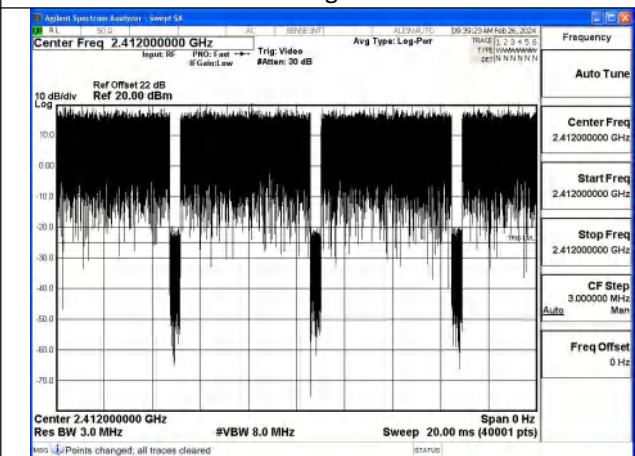 Agilent Spectrum Analyzer - Swept SA
RL 50 Ω AC SENSE:INT ALIGN AUTO 09:39:23 AM Feb 26, 2024
Center Freq 2.412000000 GHz
Input: RF PNO: Fast Trig: Video Avg Type: Log-Pwr TRACE 1 2 3 4 5 6
IFGain:Low #Atten: 30 dB TYPE WWWWWW
DET N N N N N N
Ref Offset 22 dB
10 dB/div Ref 20.00 dBm
Log
10.0
0.00
-10.0
-20.0
TRIG LVL
-30.0
-40.0
-50.0
-60.0
-70.0
Center 2.412000000 GHz Span 0 Hz
Res BW 3.0 MHz #VBW 8.0 MHz Sweep 20.00 ms (40001 pts)
MSG Points changed; all traces cleared STATUS
Frequency
Auto Tune
Center Freq
2.412000000 GHz
Start Freq
2.412000000 GHz
Stop Freq
2.412000000 GHz
CF Step
3.000000 MHz
Auto Man
Freq Offset
0 Hz